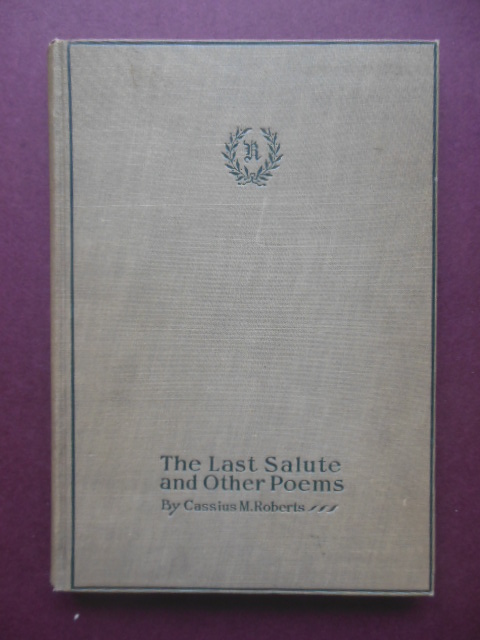 R
The Last Salute
and Other Poems
By Cassius M. Roberts